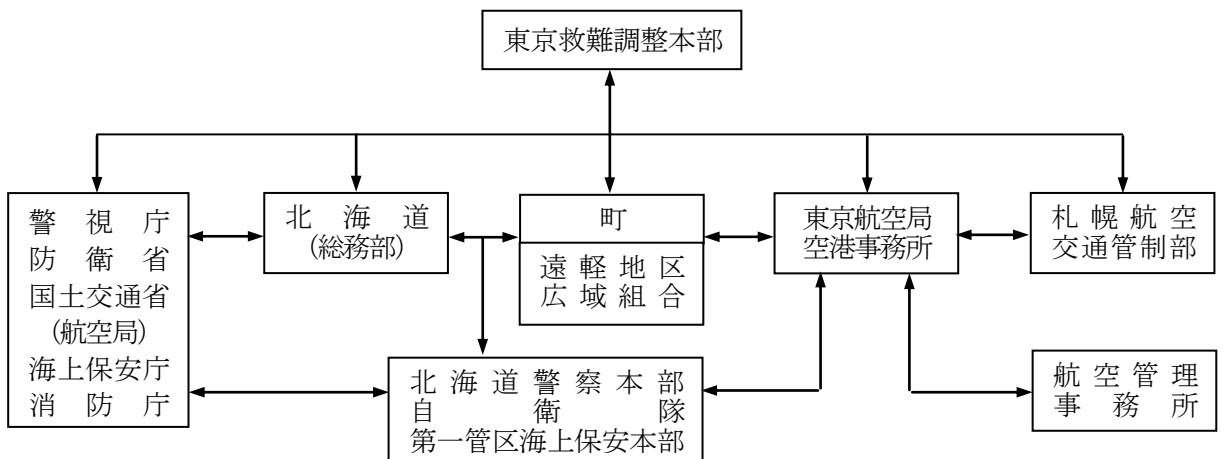 東京救難調整本部
警視庁
防衛省
国土交通省
(航空局)
海上保安庁
消防庁
北海道
(総務部)
町
遠軽地区
広域組合
東京航空局
空港事務所
札幌航空
交通管制部
北海道警察本部
自衛隊
第一管区海上保安本部
航空管理
事務所